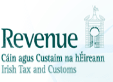 Revenue
Cáin agus Custaim na hÉireann
Irish Tax and Customs